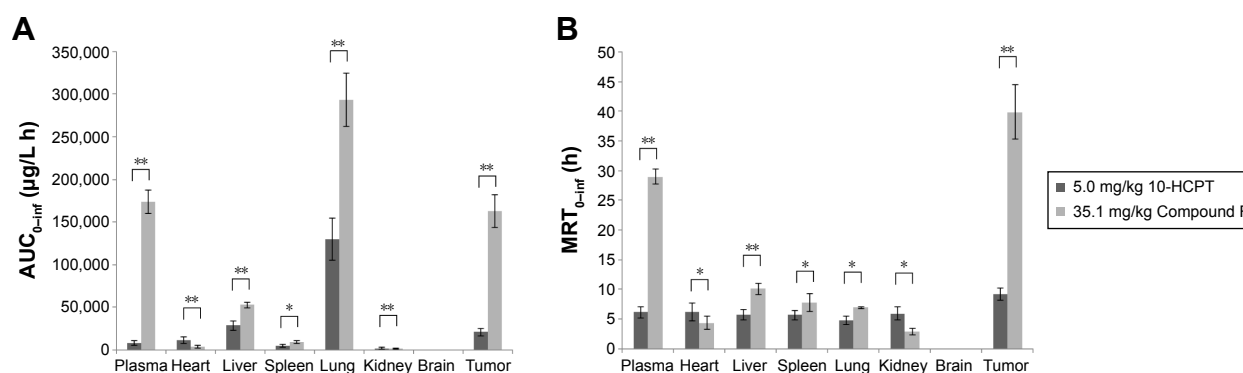 A
AUC0–inf (µg/L h)
350,000
300,000
250,000
200,000
150,000
100,000
50,000
0
** ** ** * ** ** **
Plasma Heart Liver Spleen Lung Kidney Brain Tumor
B
MRT0–inf (h)
50
45
40
35
30
25
20
15
10
5
0
** * ** * * * **
Plasma Heart Liver Spleen Lung Kidney Brain Tumor
5.0 mg/kg 10-HCPT
35.1 mg/kg Compound